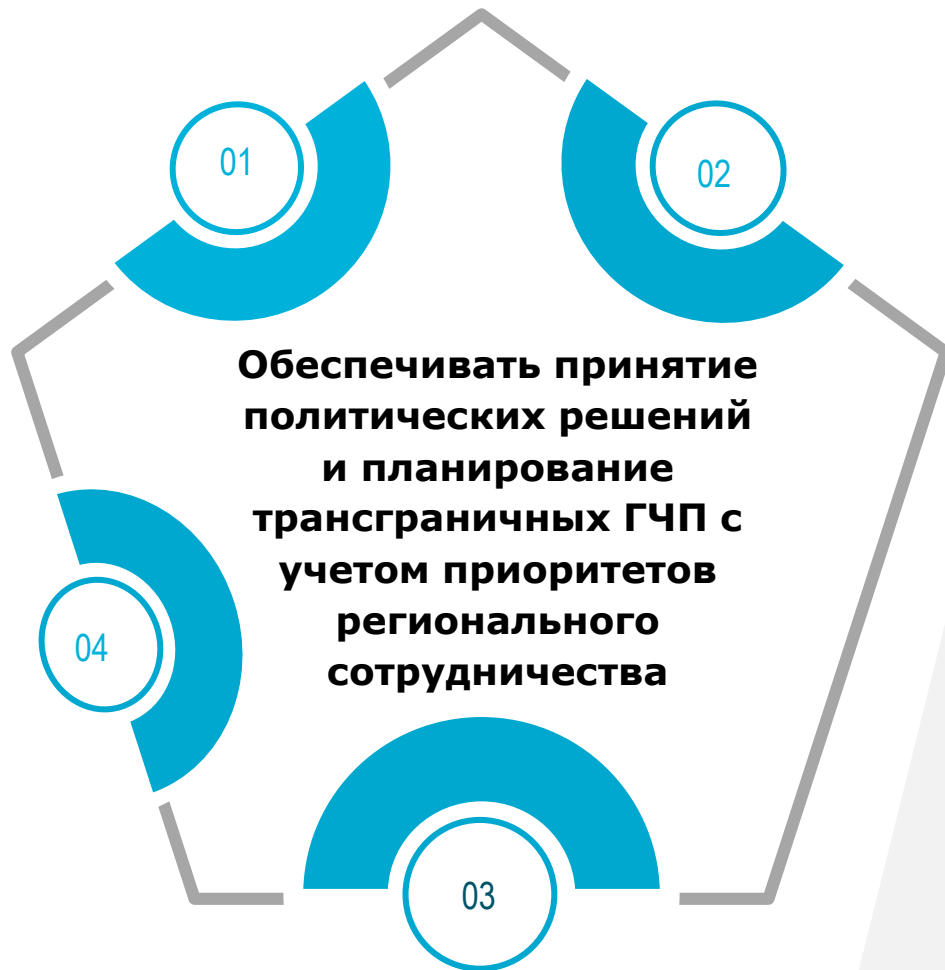 01
02
Обеспечивать принятие
политических решений
и планирование
трансграничных ГЧП с
учетом приоритетов
регионального
сотрудничества
04
03